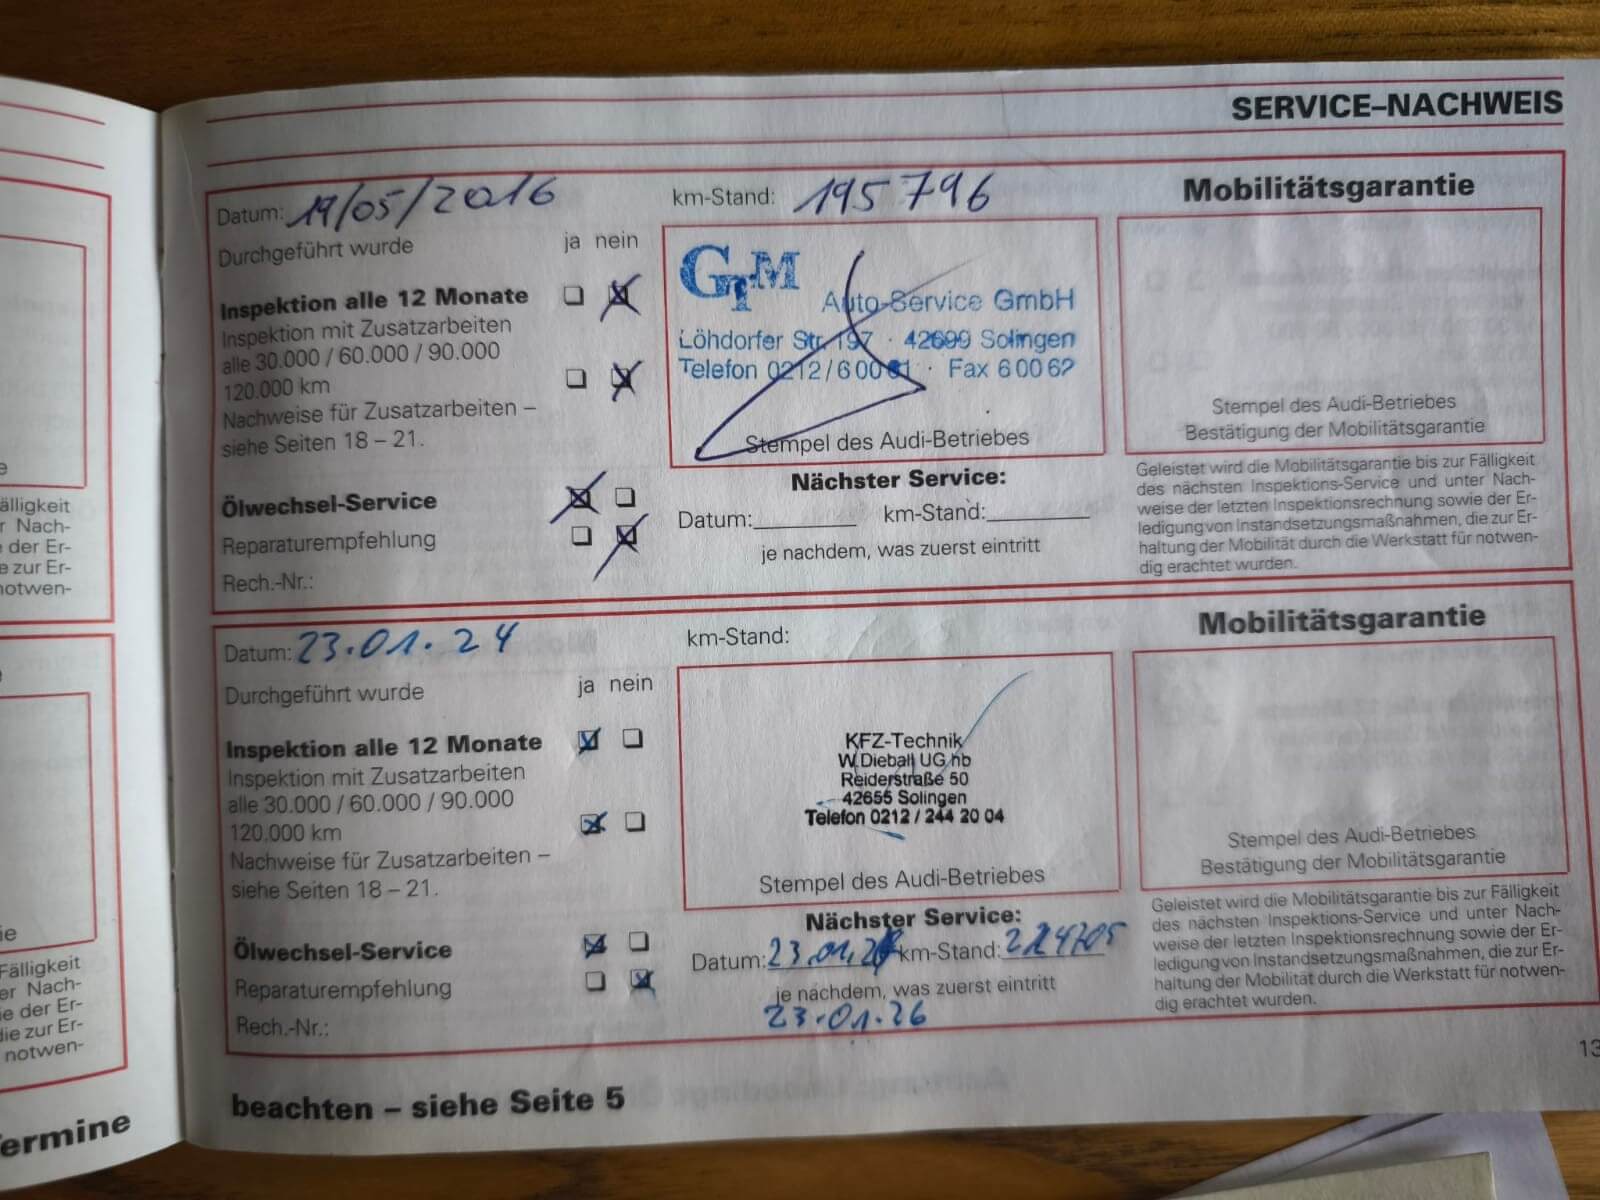 SERVICE–NACHWEIS
Datum: 19/05/2016 km-Stand: 195 796
Mobilitätsgarantie
Durchgeführt wurde ja nein
Inspektion alle 12 Monate
Inspektion mit Zusatzarbeiten
alle 30.000 / 60.000 / 90.000
120.000 km
Nachweise für Zusatzarbeiten –
siehe Seiten 18 – 21.
Ölwechsel-Service
Reparaturempfehlung
Rech.-Nr.:
GTM
Auto-Service GmbH
Löhdorfer Str. 197 · 42699 Solingen
Telefon 0212/6 00 61 · Fax 6 00 62
Stempel des Audi-Betriebes
Nächster Service:
Datum: km-Stand:
je nachdem, was zuerst eintritt
Stempel des Audi-Betriebes
Bestätigung der Mobilitätsgarantie
Geleistet wird die Mobilitätsgarantie bis zur Fälligkeit
des nächsten Inspektions-Service und unter Nach-
weise der letzten Inspektionsrechnung sowie der Er-
ledigung von Instandsetzungsmaßnahmen, die zur Er-
haltung der Mobilität durch die Werkstatt für notwen-
dig erachtet wurden.
Datum: 23.01.24 km-Stand:
Mobilitätsgarantie
Durchgeführt wurde ja nein
Inspektion alle 12 Monate
Inspektion mit Zusatzarbeiten
alle 30.000 / 60.000 / 90.000
120.000 km
Nachweise für Zusatzarbeiten –
siehe Seiten 18 – 21.
Ölwechsel-Service
Reparaturempfehlung
Rech.-Nr.:
KFZ-Technik
W.Dieball UG hb
Reiderstraße 50
42655 Solingen
Telefon 0212 / 244 20 04
Stempel des Audi-Betriebes
Nächster Service:
Datum: km-Stand:
je nachdem, was zuerst eintritt
23.01.26
Stempel des Audi-Betriebes
Bestätigung der Mobilitätsgarantie
Geleistet wird die Mobilitätsgarantie bis zur Fälligkeit
des nächsten Inspektions-Service und unter Nach-
weise der letzten Inspektionsrechnung sowie der Er-
ledigung von Instandsetzungsmaßnahmen, die zur Er-
haltung der Mobilität durch die Werkstatt für notwen-
dig erachtet wurden.
13
beachten – siehe Seite 5